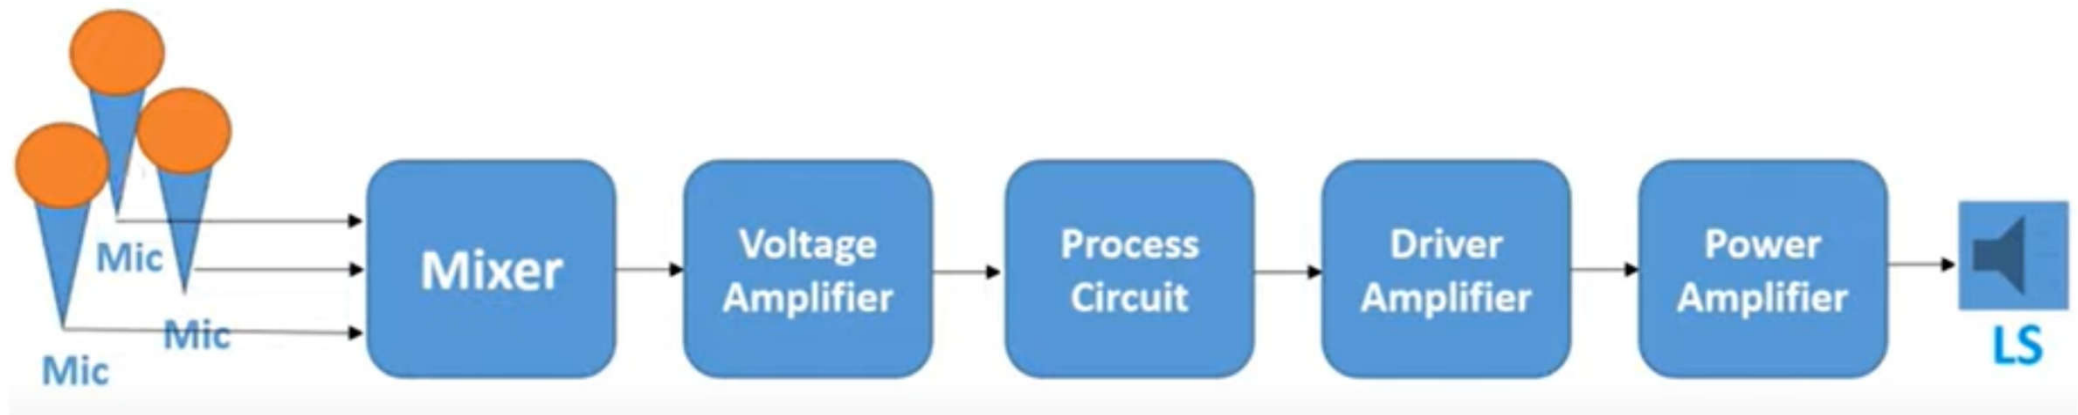 Mic
Mic
Mic
Mixer
Voltage
Amplifier
Process
Circuit
Driver
Amplifier
Power
Amplifier
LS